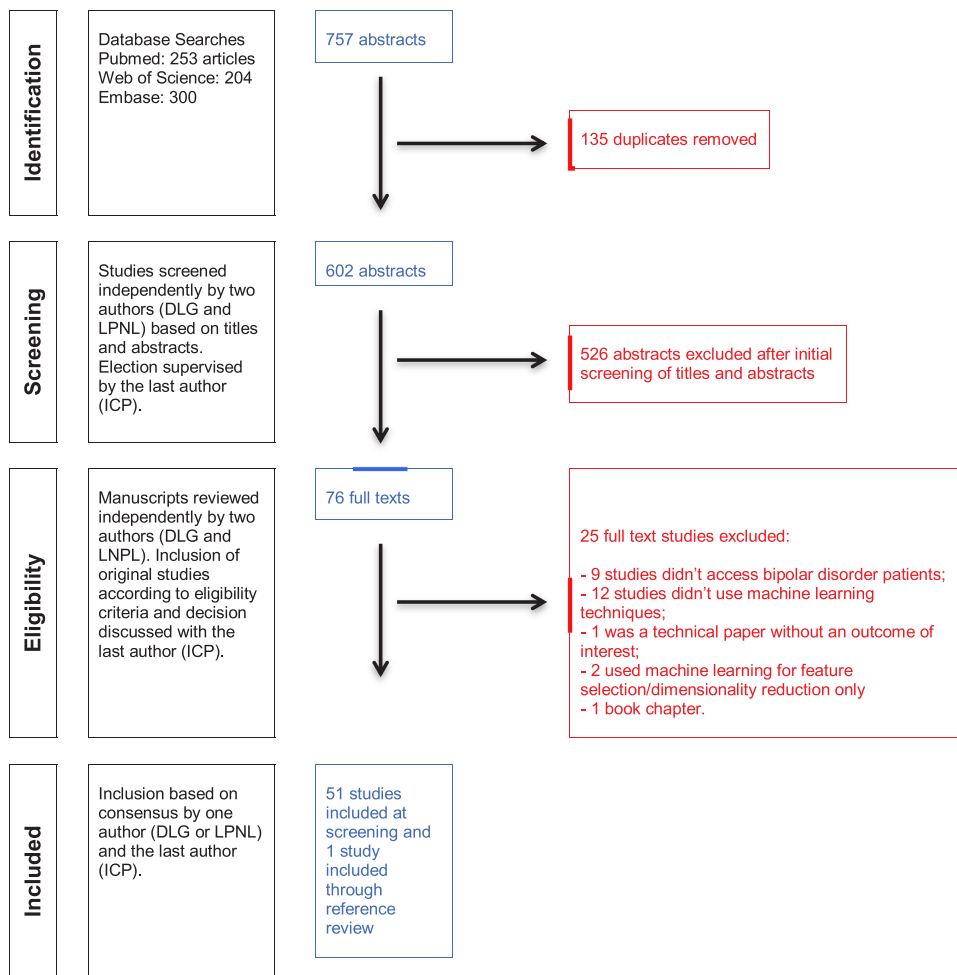 Identification
Database Searches
Pubmed: 253 articles
Web of Science: 204
Embase: 300
757 abstracts
135 duplicates removed
Screening
Studies screened
independently by two
authors (DLG and
LPNL) based on titles
and abstracts.
Election supervised
by the last author
(ICP).
602 abstracts
526 abstracts excluded after initial
screening of titles and abstracts
Eligibility
Manuscripts reviewed
independently by two
authors (DLG and
LNPL). Inclusion of
original studies
according to eligibility
criteria and decision
discussed with the
last author (ICP).
76 full texts
25 full text studies excluded:
- 9 studies didn’t access bipolar disorder patients;
- 12 studies didn’t use machine learning
techniques;
- 1 was a technical paper without an outcome of
interest;
- 2 used machine learning for feature
selection/dimensionality reduction only
- 1 book chapter.
Included
Inclusion based on
consensus by one
author (DLG or LPNL)
and the last author
(ICP).
51 studies
included at
screening and
1 study
included
through
reference
review